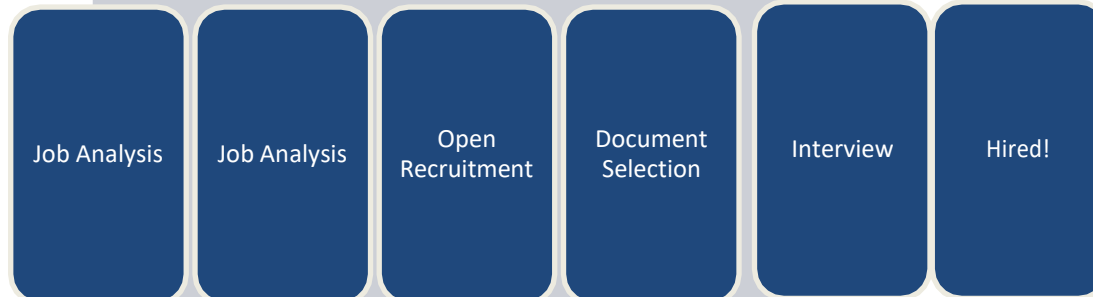 Job Analysis
Job Analysis
Open
Recruitment
Document
Selection
Interview
Hired!